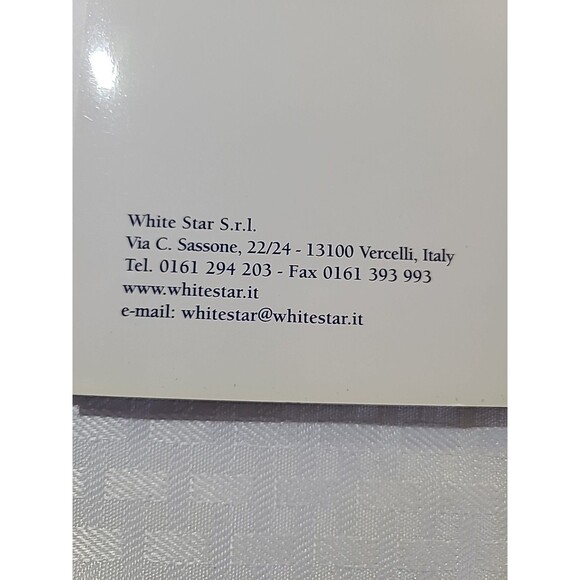 White Star S.r.l.
Via C. Sassone, 22/24 - 13100 Vercelli, Italy
Tel. 0161 294 203 - Fax 0161 393 993
www.whitestar.it
e-mail: whitestar@whitestar.it